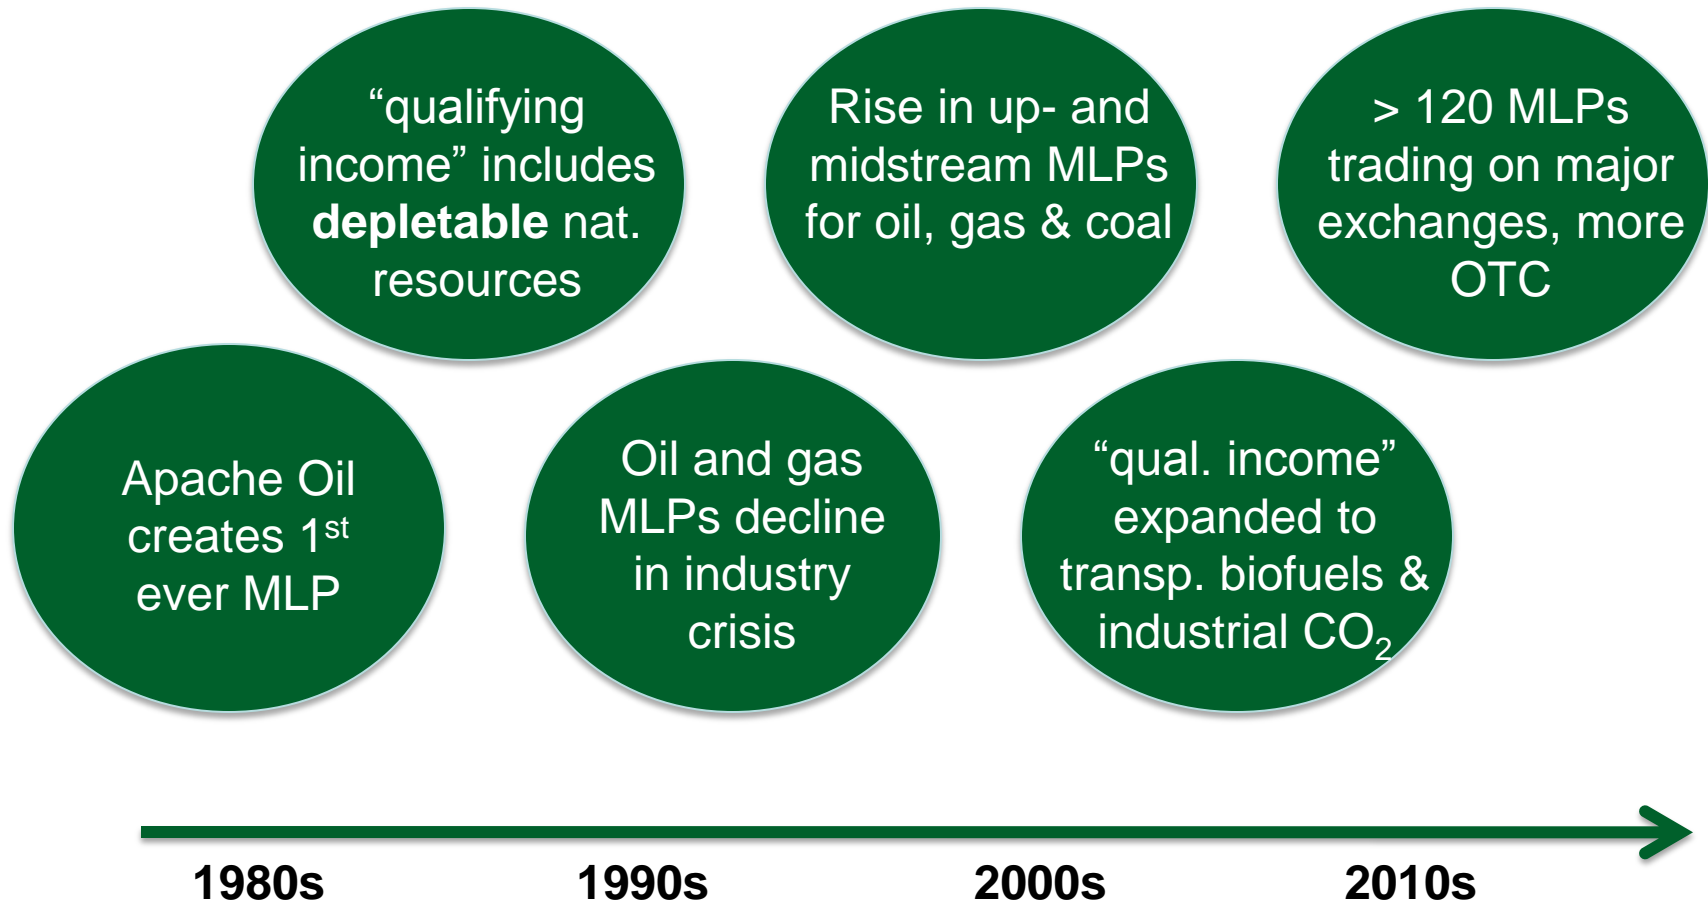 “qualifying
income” includes
depletable nat.
resources
Rise in up- and
midstream MLPs
for oil, gas & coal
> 120 MLPs
trading on major
exchanges, more
OTC
Apache Oil
creates 1st
ever MLP
Oil and gas
MLPs decline
in industry
crisis
“qual. income”
expanded to
transp. biofuels &
industrial CO₂
1980s
1990s
2000s
2010s